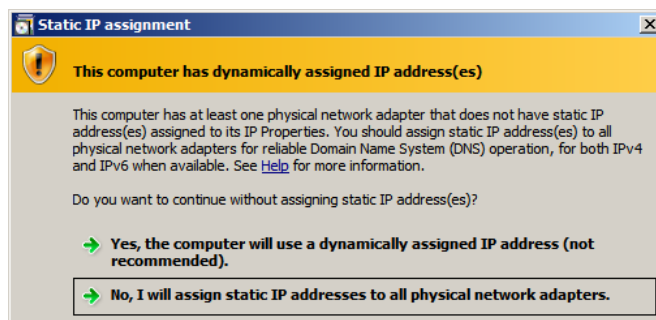 Static IP assignment
This computer has dynamically assigned IP address(es)
This computer has at least one physical network adapter that does not have static IP
address(es) assigned to its IP Properties. You should assign static IP address(es) to all
physical network adapters for reliable Domain Name System (DNS) operation, for both IPv4
and IPv6 when available. See Help for more information.
Do you want to continue without assigning static IP address(es)?
Yes, the computer will use a dynamically assigned IP address (not
recommended).
No, I will assign static IP addresses to all physical network adapters.